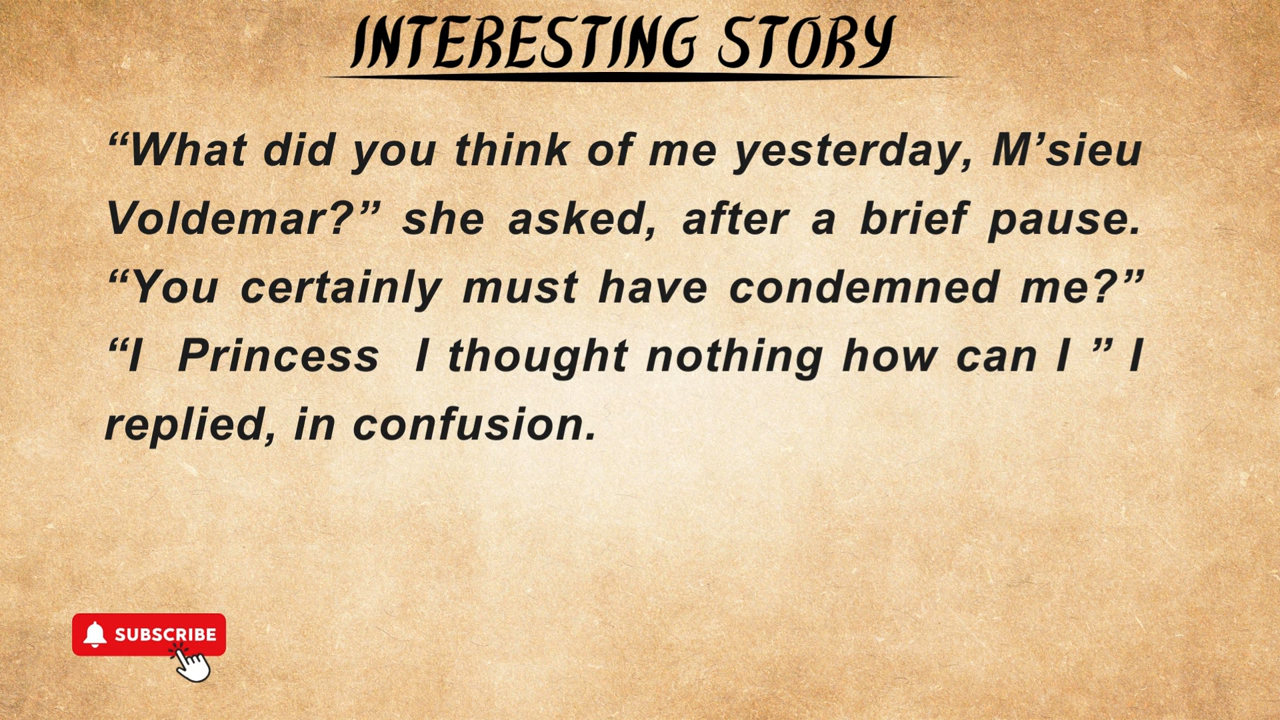 INTERESTING STORY
“What did you think of me yesterday, M’sieu
Voldemar?” she asked, after a brief pause.
“You certainly must have condemned me?”
“I  Princess  I thought nothing how can I ” I
replied, in confusion.
SUBSCRIBE